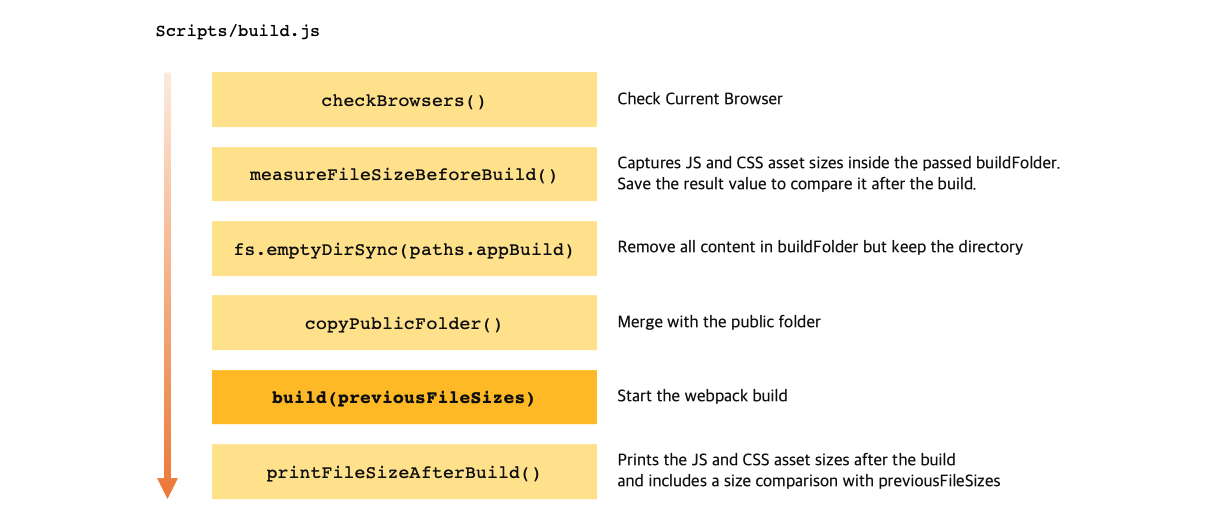 Scripts/build.js
checkBrowsers()
Check Current Browser
measureFileSizeBeforeBuild()
Captures JS and CSS asset sizes inside the passed buildFolder.
Save the result value to compare it after the build.
fs.emptyDirSync(paths.appBuild)
Remove all content in buildFolder but keep the directory
copyPublicFolder()
Merge with the public folder
build(previousFileSizes)
Start the webpack build
printFileSizeAfterBuild()
Prints the JS and CSS asset sizes after the build
and includes a size comparison with previousFileSizes